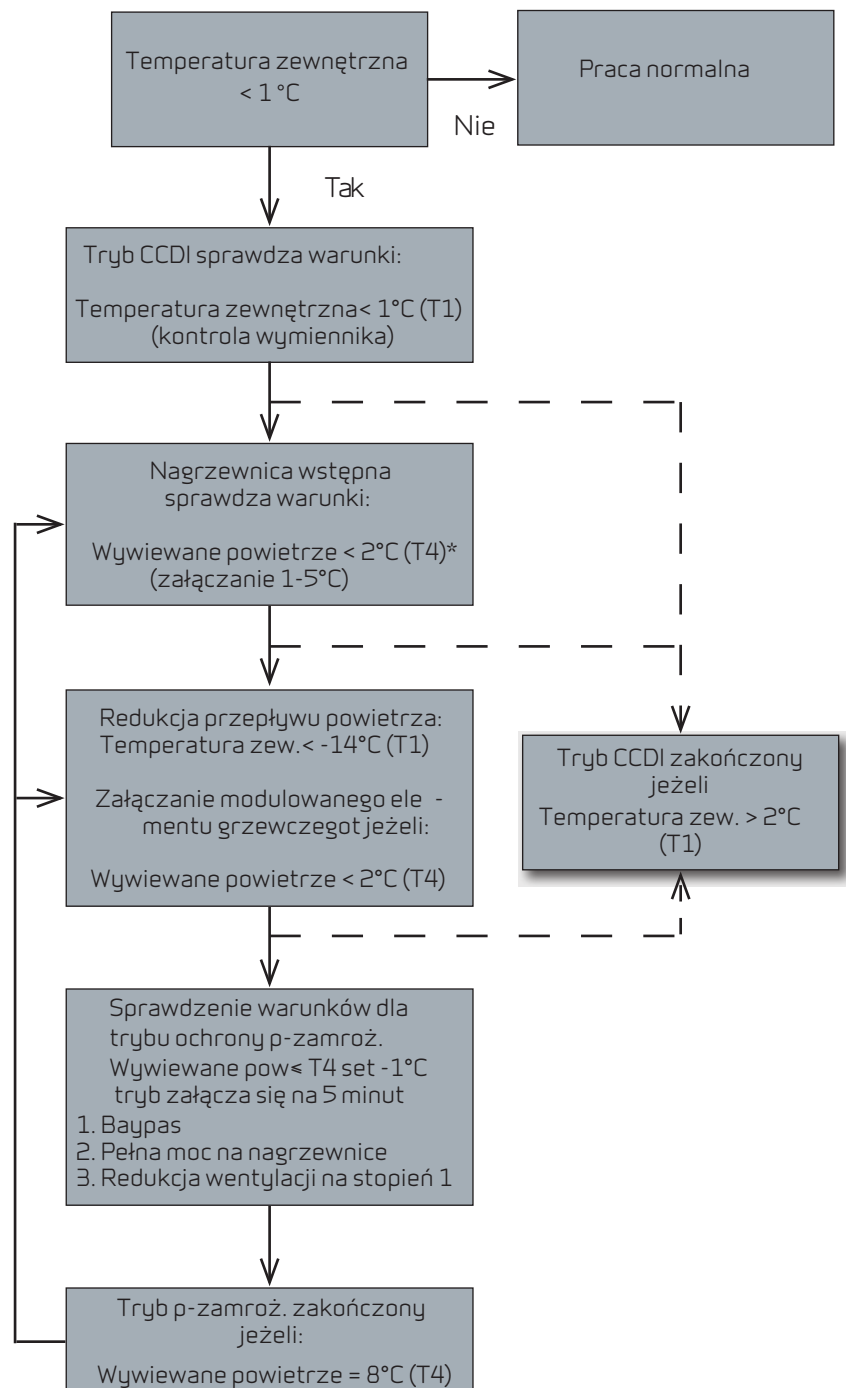 Temperatura zewnętrzna
< 1 °C
Praca normalna
Nie
Tak
Tryb CCDI sprawdza warunki:
Temperatura zewnętrzna< 1°C (T1)
(kontrola wymiennika)
Nagrzewnica wstępna
sprawdza warunki:
Wywiewane powietrze < 2°C (T4)*
(załączanie 1-5°C)
Redukcja przepływu powietrza:
Temperatura zew.< -14°C (T1)
Załączanie modulowanego ele -
mentu grzewczegot jeżeli:
Wywiewane powietrze < 2°C (T4)
Tryb CCDI zakończony
jeżeli
Temperatura zew. > 2°C
(T1)
Sprawdzenie warunków dla
trybu ochrony p-zamroż.
Wywiewane pow≤ T4 set -1°C
tryb załącza się na 5 minut
1. Baypas
2. Pełna moc na nagrzewnice
3. Redukcja wentylacji na stopień 1
Tryb p-zamroż. zakończony
jeżeli:
Wywiewane powietrze = 8°C (T4)